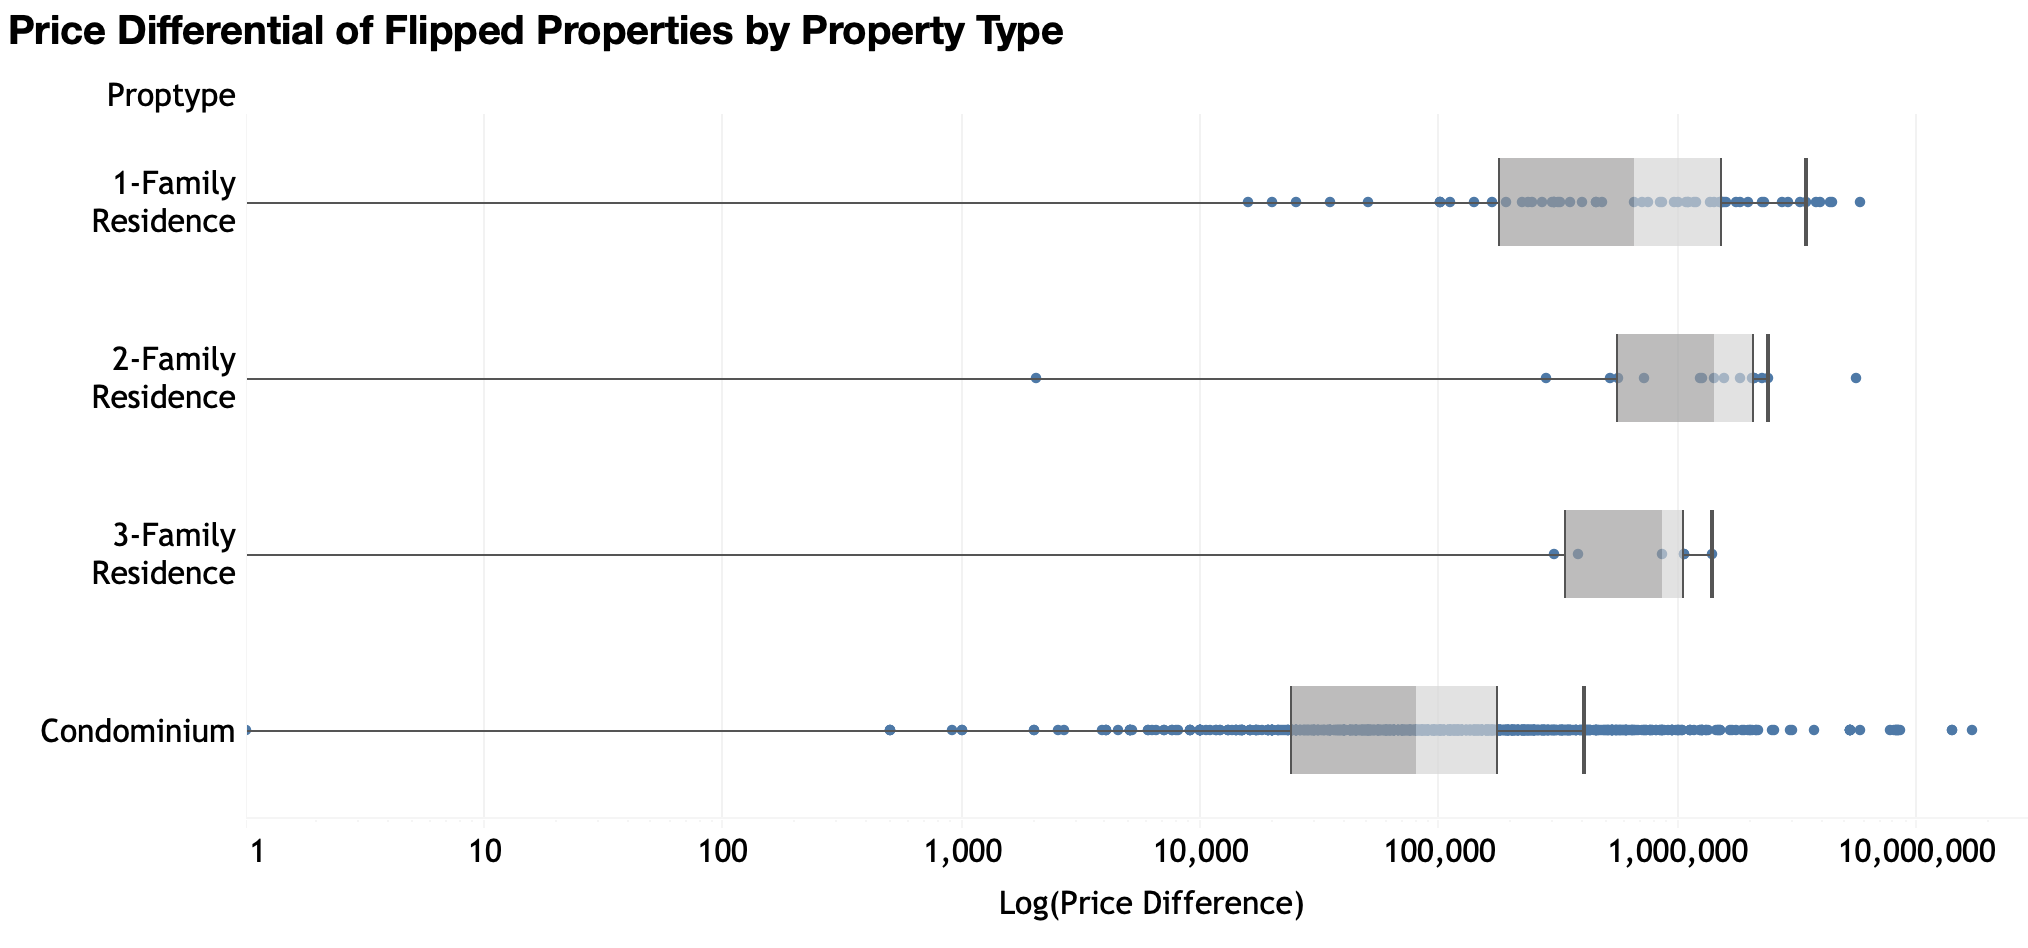 Price Differential of Flipped Properties by Property Type
Proptype
1-Family
Residence
2-Family
Residence
3-Family
Residence
Condominium
1 10 100 1,000 10,000 100,000 1,000,000 10,000,000
Log(Price Difference)